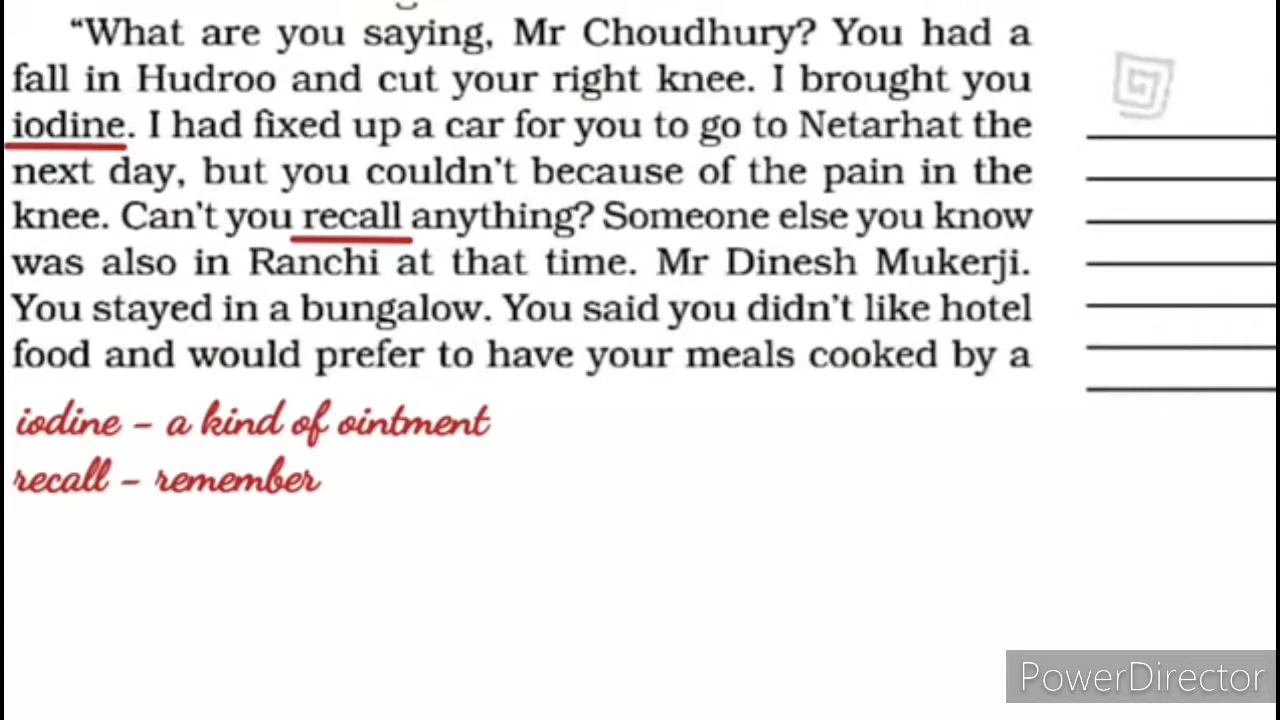 “What are you saying, Mr Choudhury? You had a
fall in Hudroo and cut your right knee. I brought you
iodine. I had fixed up a car for you to go to Netarhat the
next day, but you couldn’t because of the pain in the
knee. Can’t you recall anything? Someone else you know
was also in Ranchi at that time. Mr Dinesh Mukerji.
You stayed in a bungalow. You said you didn’t like hotel
food and would prefer to have your meals cooked by a
iodine – a kind of ointment
recall – remember
PowerDirector